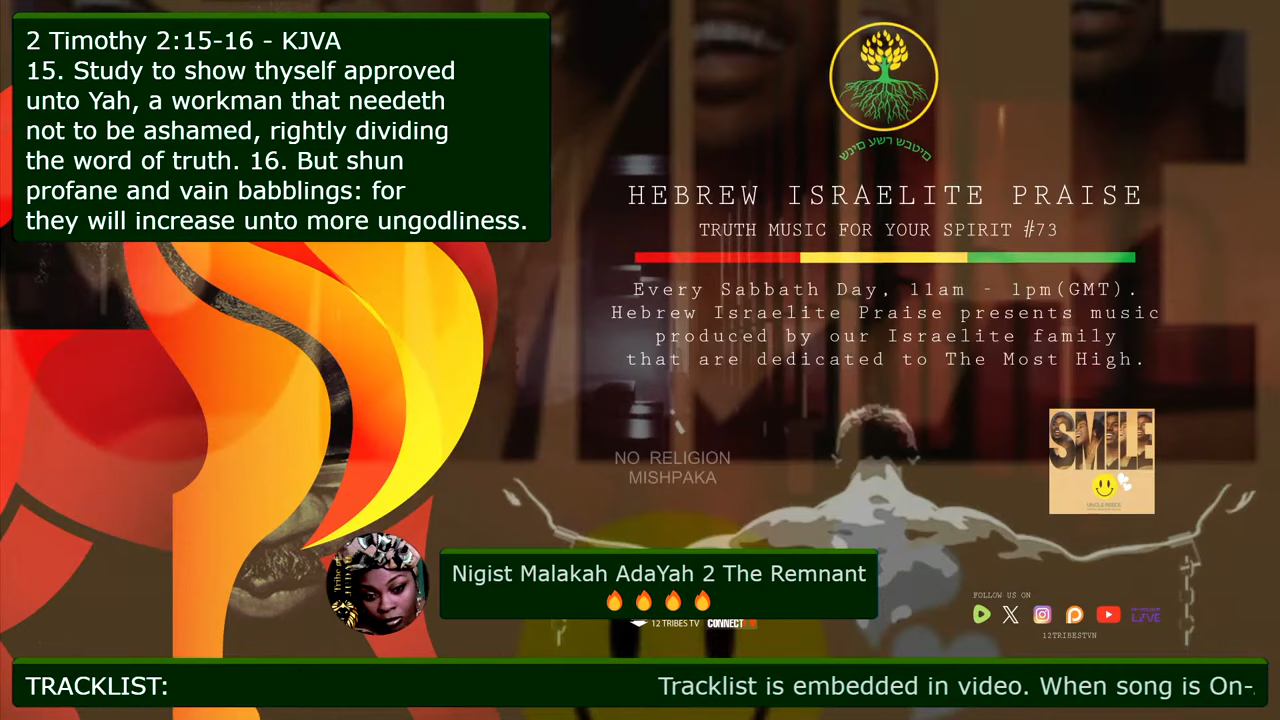 2 Timothy 2:15-16 - KJVA
15. Study to show thyself approved
unto Yah, a workman that needeth
not to be ashamed, rightly dividing
the word of truth. 16. But shun
profane and vain babblings: for
they will increase unto more ungodliness.
שנים עשר שבטים
HEBREW ISRAELITE PRAISE
TRUTH MUSIC FOR YOUR SPIRIT #73
Every Sabbath Day, 11am - 1pm(GMT).
Hebrew Israelite Praise presents music
produced by our Israelite family
that are dedicated to The Most High.
NO RELIGION
MISHPAKA
SMILE
Nigist Malakah AdaYah 2 The Remnant
🔥 🔥 🔥 🔥
12 TRIBES TV
FOLLOW US ON
LIVE
12TRIBESTVN
TRACKLIST:
Tracklist is embedded in video. When song is On-